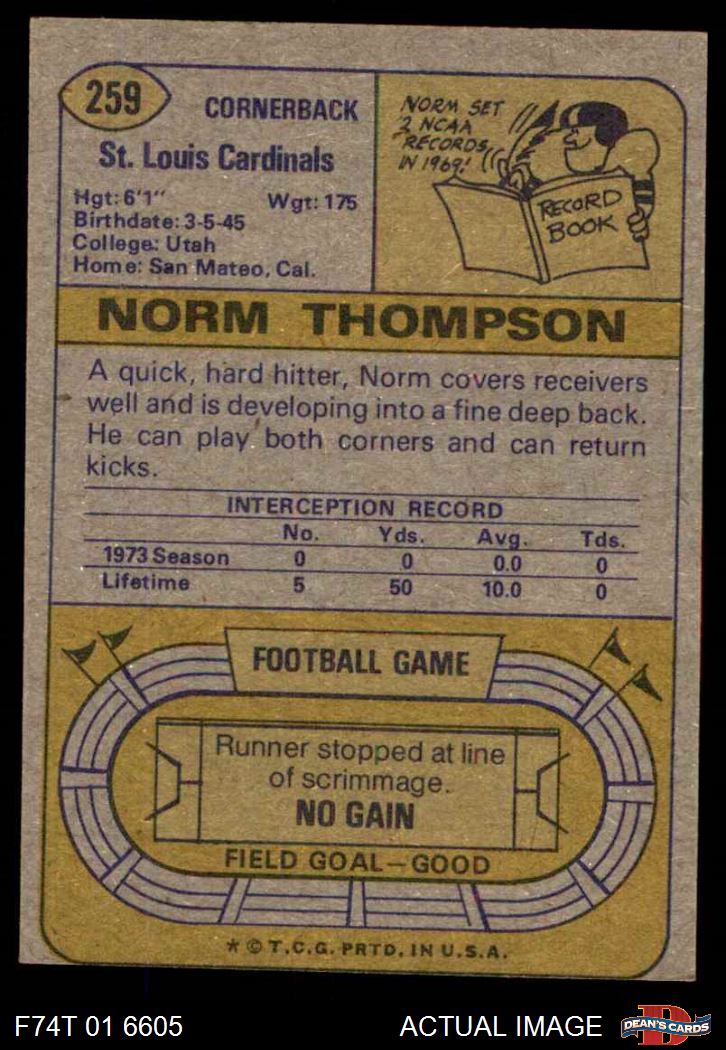 259
CORNERBACK
St. Louis Cardinals
Hgt: 6'1" Wgt: 175
Birthdate: 3-5-45
College: Utah
Home: San Mateo, Cal.
NORM SET
2 NCAA
RECORDS
IN 1969!
RECORD
BOOK
NORM THOMPSON
A quick, hard hitter, Norm covers receivers
well and is developing into a fine deep back.
He can play both corners and can return
kicks.
INTERCEPTION RECORD
No. Yds. Avg. Tds.
1973 Season 0 0 0.0 0
Lifetime 5 50 10.0 0
FOOTBALL GAME
Runner stopped at line
of scrimmage.
NO GAIN
FIELD GOAL—GOOD
* © T.C.G. PRTD. IN U.S.A.
F74T 01 6605 ACTUAL IMAGE
D
DEAN'S CARDS